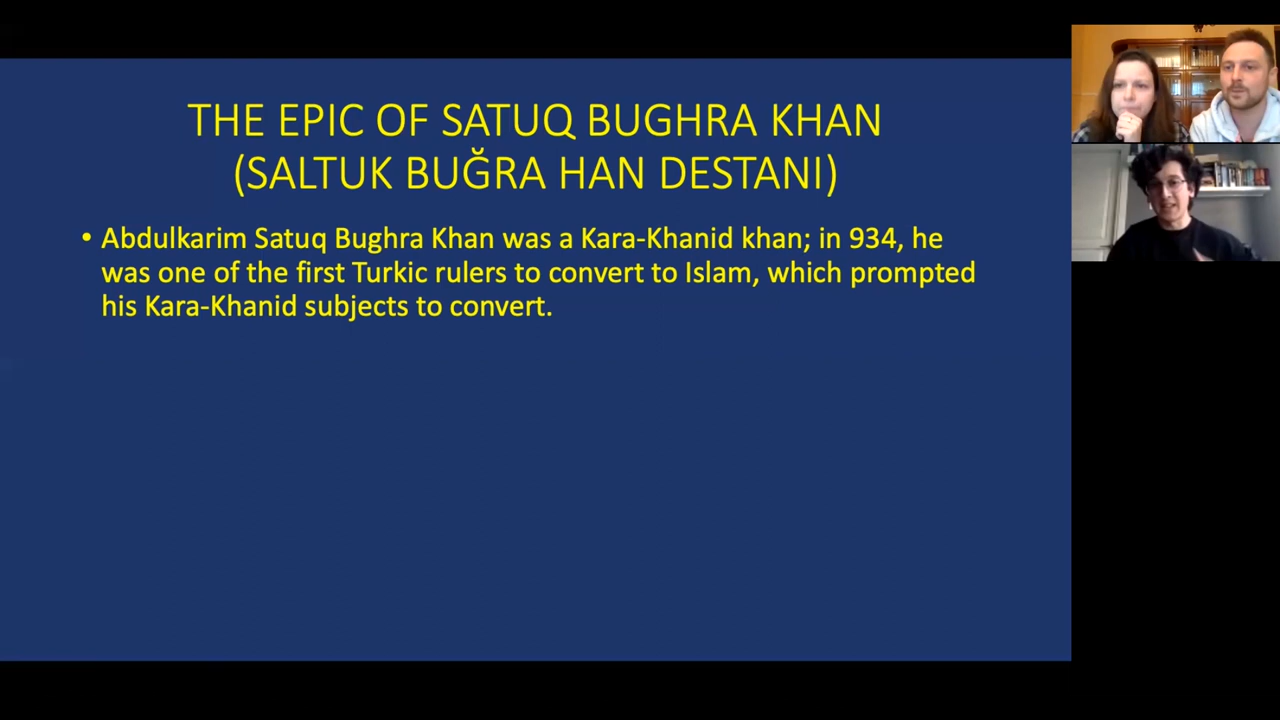 THE EPIC OF SATUQ BUGHRA KHAN
(SALTUK BUĞRA HAN DESTANI)
• Abdulkarim Satuq Bughra Khan was a Kara-Khanid khan; in 934, he
was one of the first Turkic rulers to convert to Islam, which prompted
his Kara-Khanid subjects to convert.